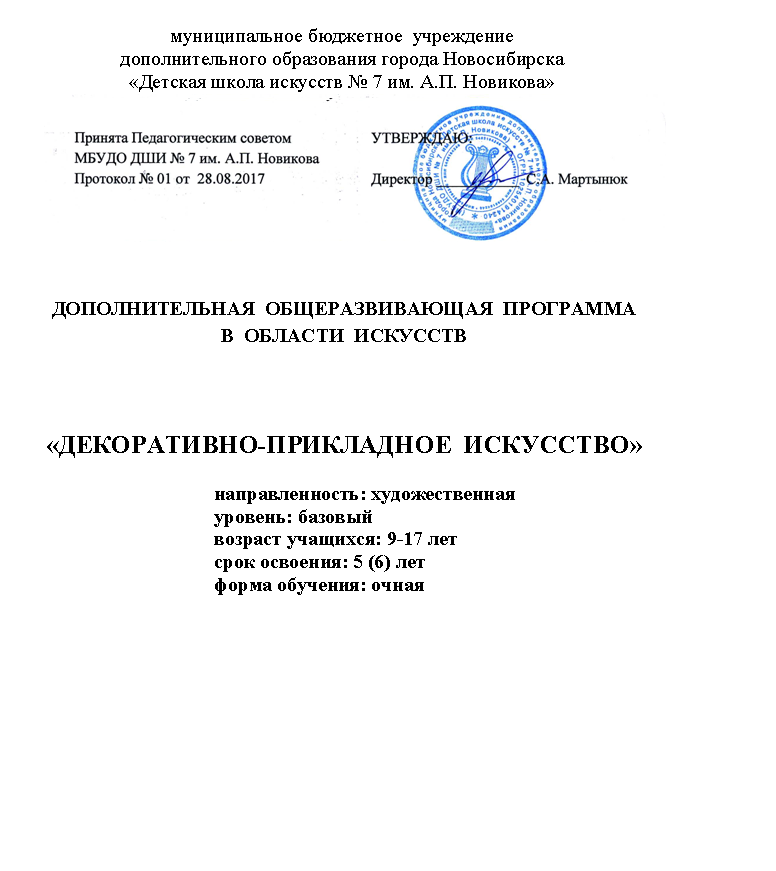 муниципальное бюджетное учреждение
дополнительного образования города Новосибирска
«Детская школа искусств № 7 им. А.П. Новикова»
Принята Педагогическим советом
МБУДО ДШИ № 7 им. А.П. Новикова
Протокол № 01 от 28.08.2017
УТВЕРЖДАЮ:
Директор ____________ С.А. Мартынюк
ДОПОЛНИТЕЛЬНАЯ ОБЩЕРАЗВИВАЮЩАЯ ПРОГРАММА
В ОБЛАСТИ ИСКУССТВ
«ДЕКОРАТИВНО-ПРИКЛАДНОЕ ИСКУССТВО»
направленность: художественная
уровень: базовый
возраст учащихся: 9-17 лет
срок освоения: 5 (6) лет
форма обучения: очная